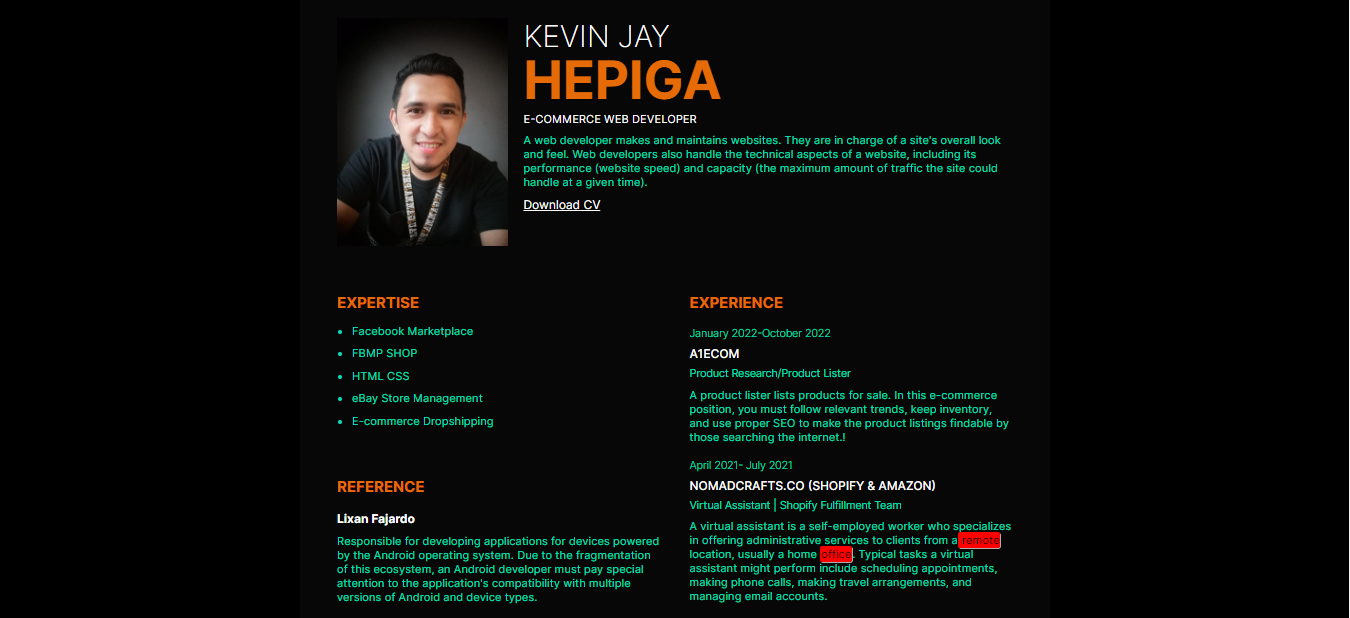 KEVIN JAY
HEPIGA
E-COMMERCE WEB DEVELOPER
A web developer makes and maintains websites. They are in charge of a site's overall look
and feel. Web developers also handle the technical aspects of a website, including its
performance (website speed) and capacity (the maximum amount of traffic the site could
handle at a given time).
Download CV
EXPERTISE
• Facebook Marketplace
• FBMP SHOP
• HTML CSS
• eBay Store Management
• E-commerce Dropshipping
REFERENCE
Lixan Fajardo
Responsible for developing applications for devices powered
by the Android operating system. Due to the fragmentation
of this ecosystem, an Android developer must pay special
attention to the application's compatibility with multiple
versions of Android and device types.
EXPERIENCE
January 2022-October 2022
A1ECOM
Product Research/Product Lister
A product lister lists products for sale. In this e-commerce
position, you must follow relevant trends, keep inventory,
and use proper SEO to make the product listings findable by
those searching the internet.!
April 2021- July 2021
NOMADCRAFTS.CO (SHOPIFY & AMAZON)
Virtual Assistant | Shopify Fulfillment Team
A virtual assistant is a self-employed worker who specializes
in offering administrative services to clients from a remote
location, usually a home office. Typical tasks a virtual
assistant might perform include scheduling appointments,
making phone calls, making travel arrangements, and
managing email accounts.